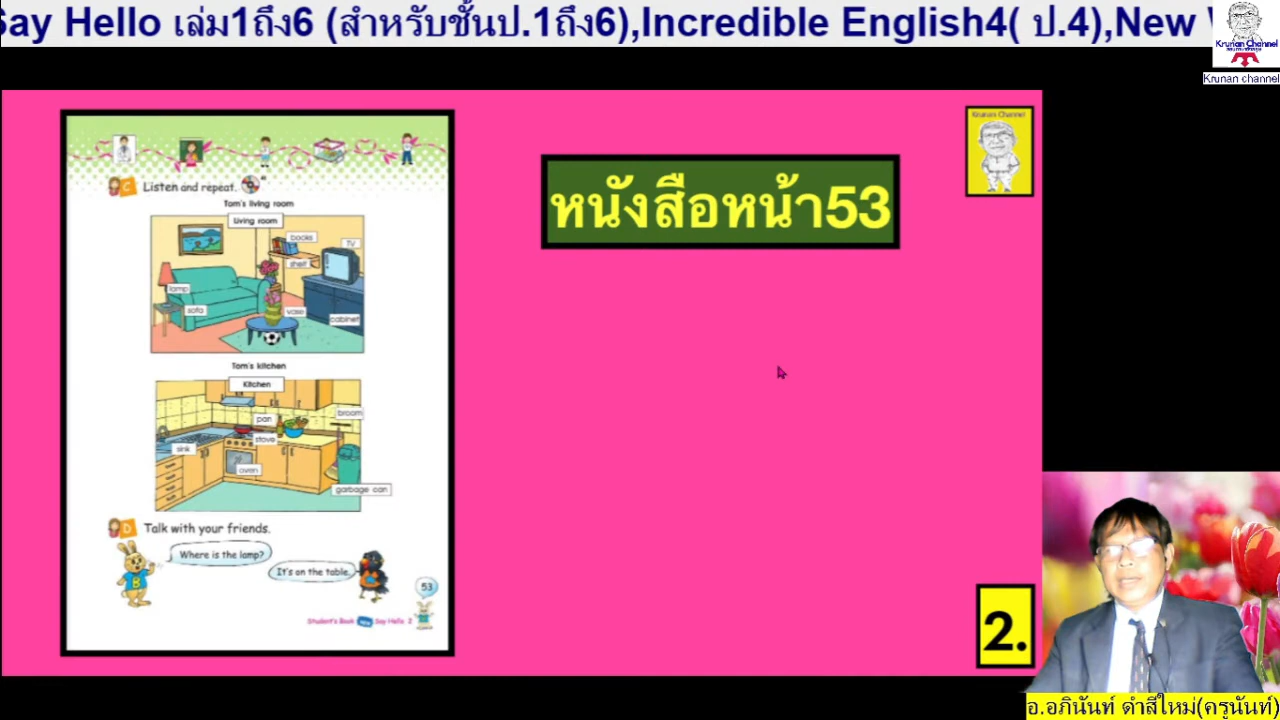 Say Hello เล่ม1ถึง6 (สำหรับชั้นป.1ถึง6),Incredible English4( ป.4),New
Krunan Channel
Krunan channel
Krunan Channel
หนังสือหน้า53
C Listen and repeat.
Tom's living room
Living room
books
TV
shelf
lamp
sofa
vase
cabinet
Tom's kitchen
Kitchen
broom
pan
stove
sink
oven
garbage can
D Talk with your friends.
Where is the lamp?
It's on the table.
B
53
Student's Book New Say Hello 2
2.
อ.อภินันท์ ดำสีใหม่(ครูนันท์)